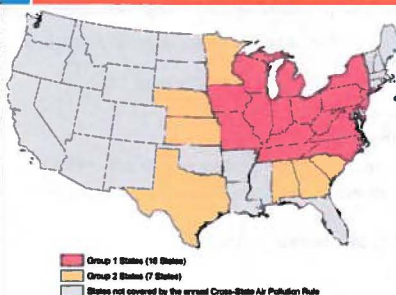 Group 1 States (16 States)
Group 2 States (7 States)
States not covered by the annual Cross-State Air Pollution Rule